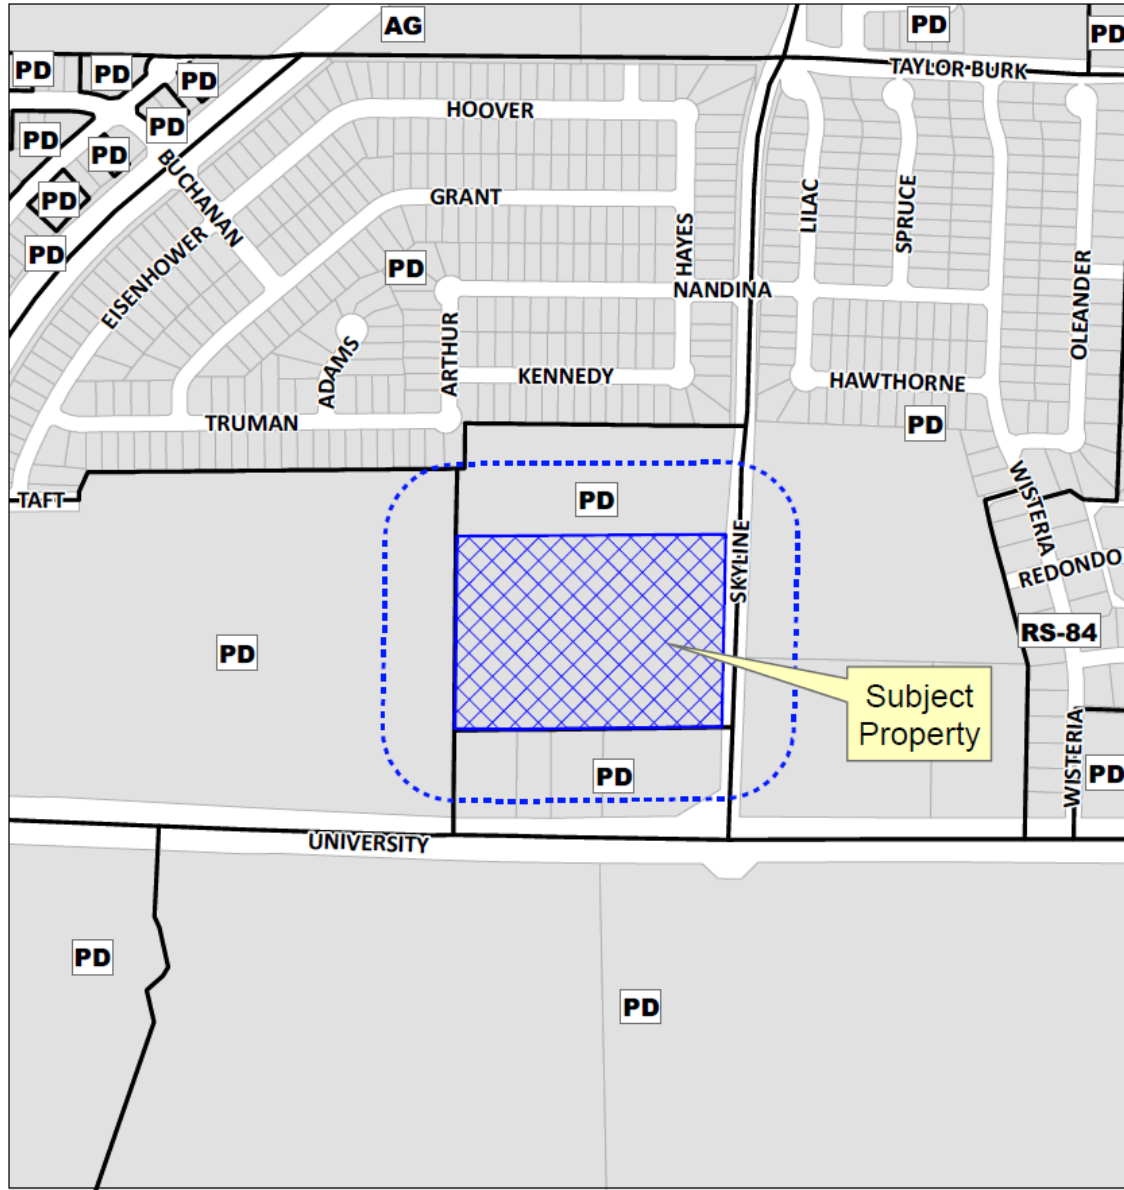 AG
PD
PD
PD
PD
PD
TAYLOR BURK
HOOVER
PD
PD
PD
BUCHANAN
GRANT
LILAC
SPRUCE
PD
HAYES
PD
EISENHOWER
PD
NANDINA
OLEANDER
ARTHUR
ADAMS
KENNEDY
HAWTHORNE
TRUMAN
PD
TAFT
PD
WISTERIA
SKYLINE
REDONDO
RS-84
PD
Subject
Property
WISTERIA
PD
PD
UNIVERSITY
PD
PD